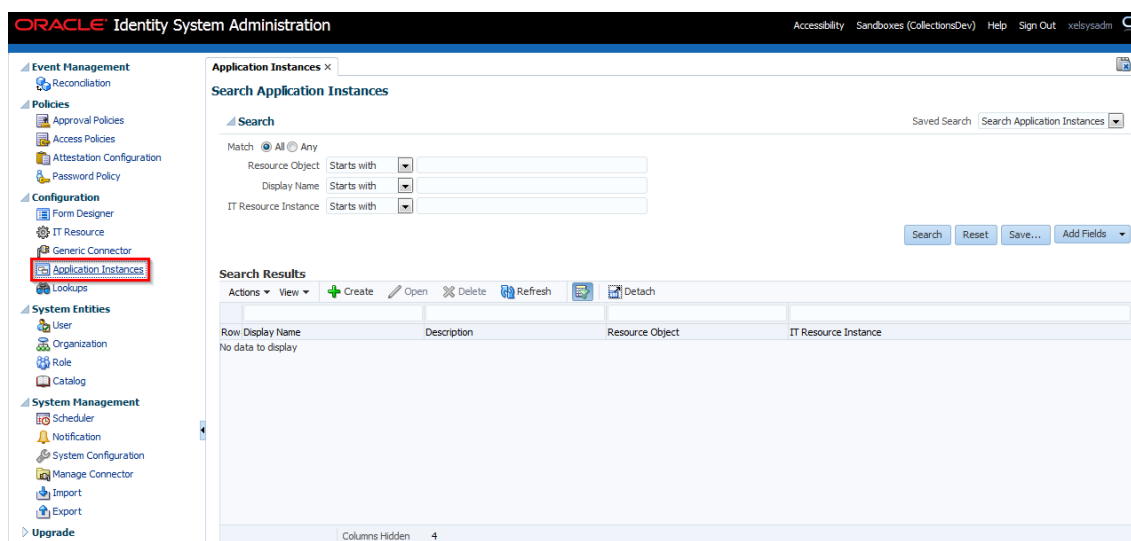 ORACLE Identity System Administration
Accessibility Sandboxes (CollectionsDev) Help Sign Out xelsysadm
Event Management
Reconciliation
Policies
Approval Policies
Access Policies
Attestation Configuration
Password Policy
Configuration
Form Designer
IT Resource
Generic Connector
Application Instances
Lookups
System Entities
User
Organization
Role
Catalog
System Management
Scheduler
Notification
System Configuration
Manage Connector
Import
Export
Upgrade
Application Instances ×
Search Application Instances
Search
Saved Search Search Application Instances
Match All Any
Resource Object Starts with
Display Name Starts with
IT Resource Instance Starts with
Search Reset Save... Add Fields
Search Results
Actions View Create Open Delete Refresh Detach
Row Display Name Description Resource Object IT Resource Instance
No data to display
Columns Hidden 4